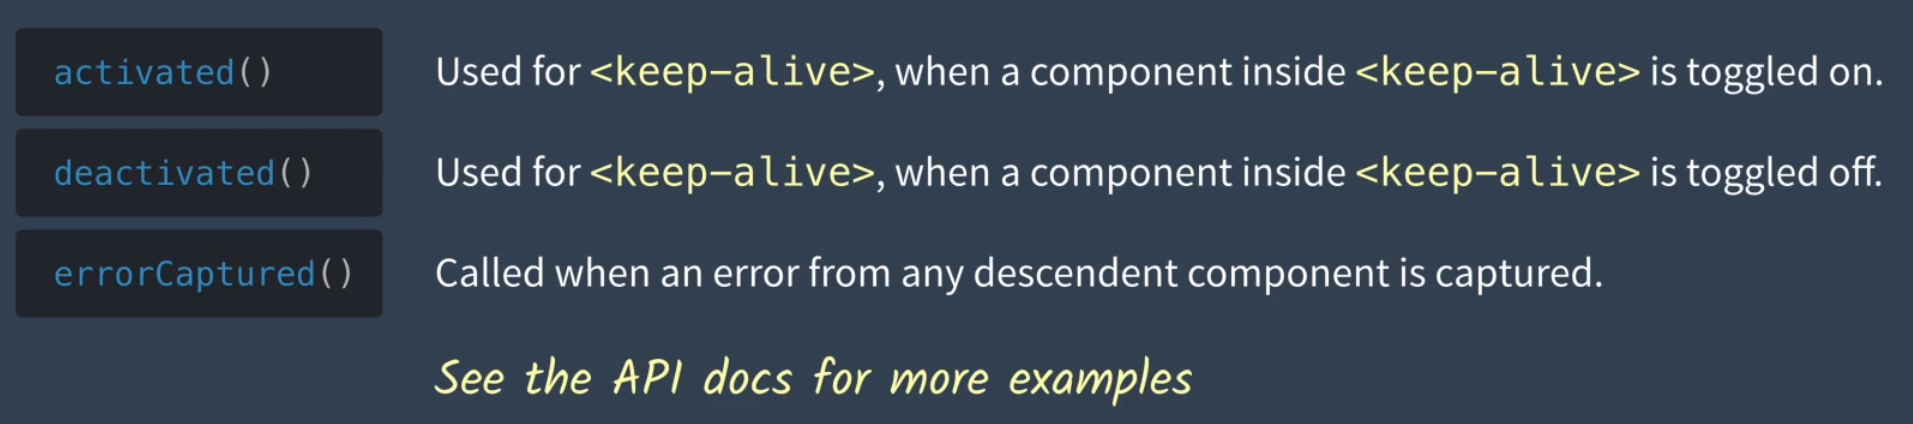 activated() Used for <keep-alive>, when a component inside <keep-alive> is toggled on.
deactivated() Used for <keep-alive>, when a component inside <keep-alive> is toggled off.
errorCaptured() Called when an error from any descendent component is captured.
See the API docs for more examples